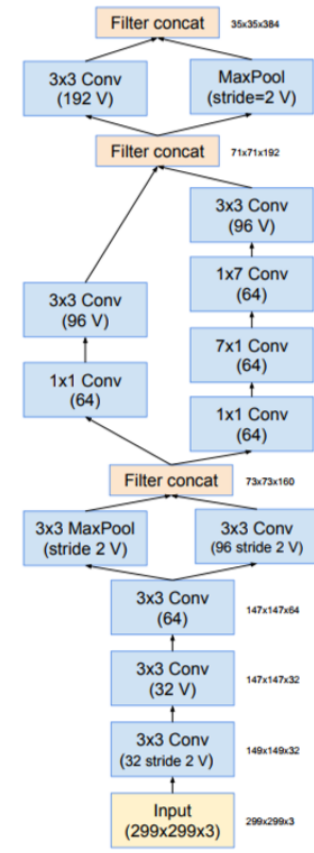 Filter concat 35x35x384
3x3 Conv
(192 V)
MaxPool
(stride=2 V)
Filter concat 71x71x192
3x3 Conv
(96 V)
1x7 Conv
(64)
3x3 Conv
(96 V)
7x1 Conv
(64)
1x1 Conv
(64)
1x1 Conv
(64)
Filter concat 73x73x160
3x3 MaxPool
(stride 2 V)
3x3 Conv
(96 stride 2 V)
3x3 Conv
(64)
147x147x64
3x3 Conv
(32 V)
147x147x32
3x3 Conv
(32 stride 2 V)
149x149x32
Input
(299x299x3)
299x299x3